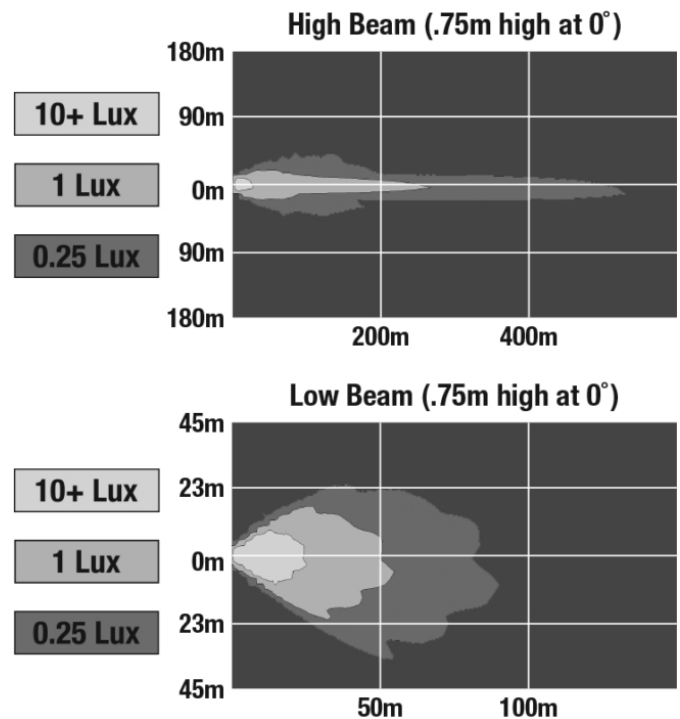 High Beam (.75m high at 0°)
180m
10+ Lux
90m
1 Lux
0m
0.25 Lux
90m
180m
200m 400m
Low Beam (.75m high at 0°)
45m
10+ Lux
23m
1 Lux
0m
0.25 Lux
23m
45m
50m 100m